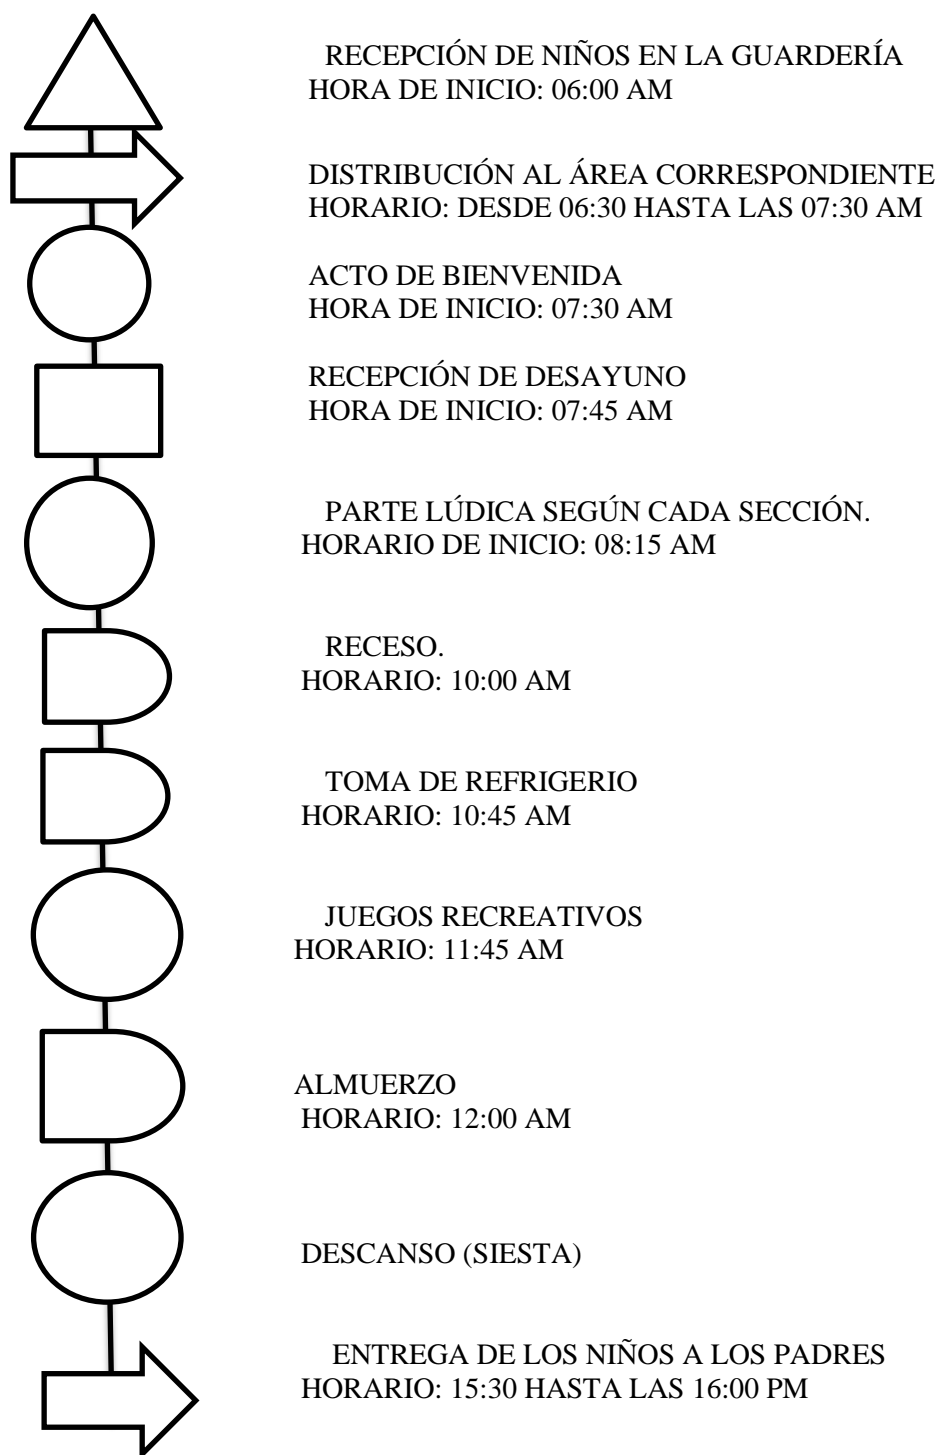 RECEPCIÓN DE NIÑOS EN LA GUARDERÍA
HORA DE INICIO: 06:00 AM
DISTRIBUCIÓN AL ÁREA CORRESPONDIENTE
HORARIO: DESDE 06:30 HASTA LAS 07:30 AM
ACTO DE BIENVENIDA
HORA DE INICIO: 07:30 AM
RECEPCIÓN DE DESAYUNO
HORA DE INICIO: 07:45 AM
PARTE LÚDICA SEGÚN CADA SECCIÓN.
HORARIO DE INICIO: 08:15 AM
RECESO.
HORARIO: 10:00 AM
TOMA DE REFRIGERIO
HORARIO: 10:45 AM
JUEGOS RECREATIVOS
HORARIO: 11:45 AM
ALMUERZO
HORARIO: 12:00 AM
DESCANSO (SIESTA)
ENTREGA DE LOS NIÑOS A LOS PADRES
HORARIO: 15:30 HASTA LAS 16:00 PM